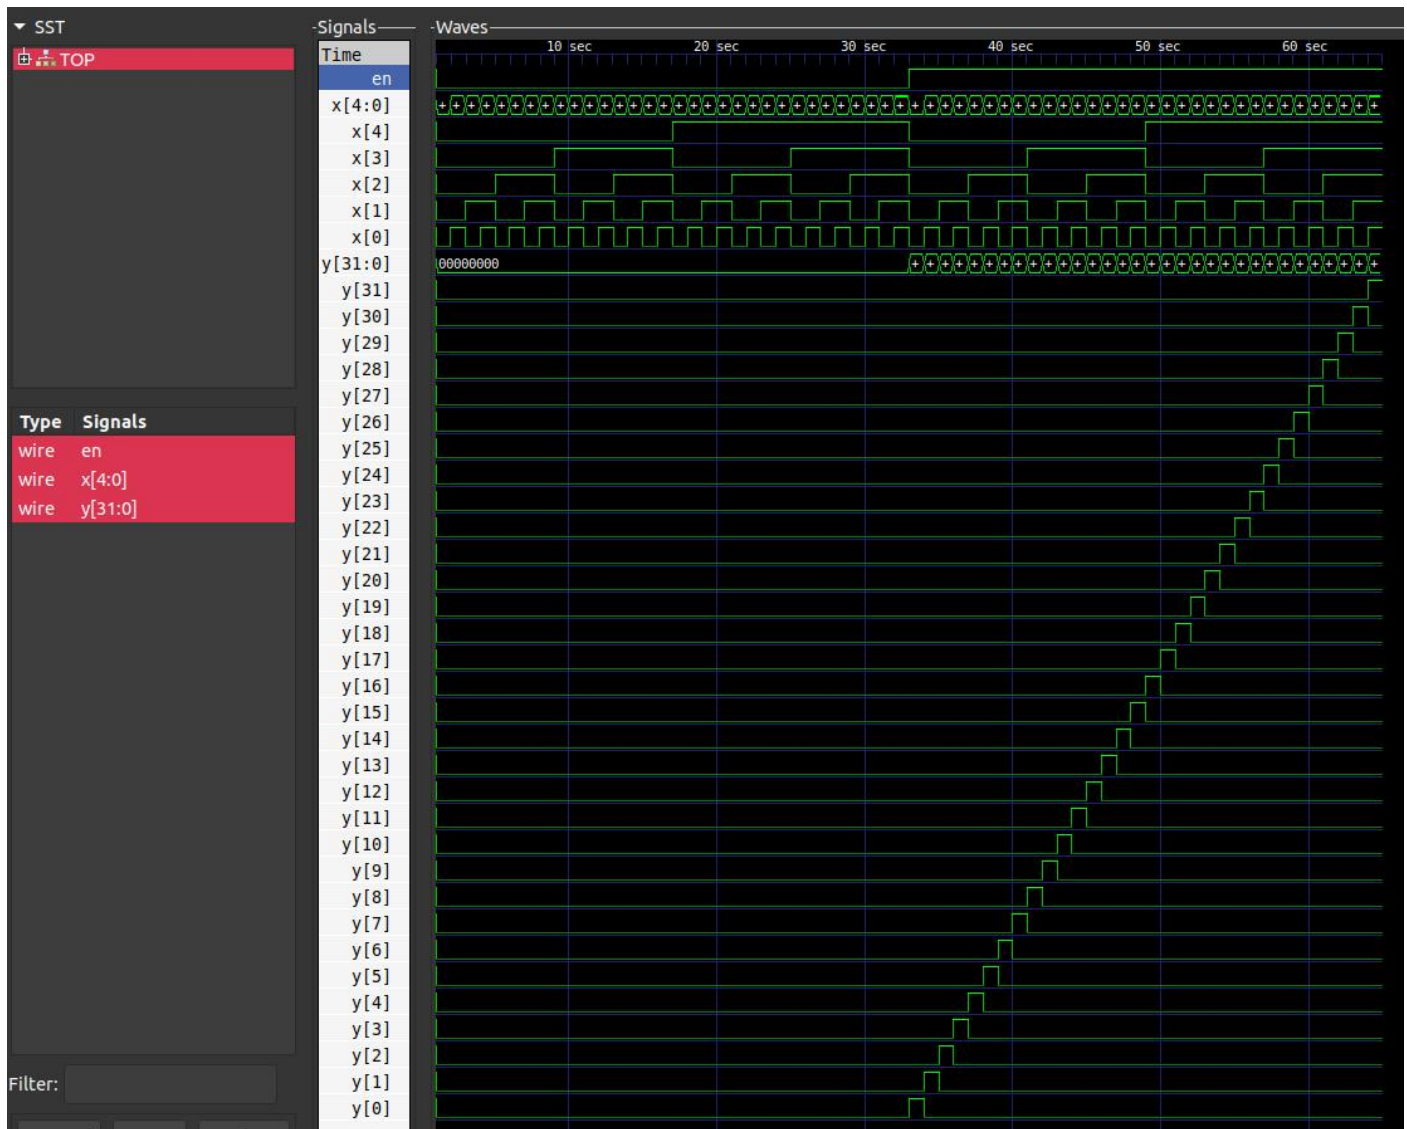 SST
TOP
Type Signals
wire en
wire x[4:0]
wire y[31:0]
Filter:
Signals
Time
en
x[4:0]
x[4]
x[3]
x[2]
x[1]
x[0]
y[31:0]
y[31]
y[30]
y[29]
y[28]
y[27]
y[26]
y[25]
y[24]
y[23]
y[22]
y[21]
y[20]
y[19]
y[18]
y[17]
y[16]
y[15]
y[14]
y[13]
y[12]
y[11]
y[10]
y[9]
y[8]
y[7]
y[6]
y[5]
y[4]
y[3]
y[2]
y[1]
y[0]
Waves
10 sec 20 sec 30 sec 40 sec 50 sec 60 sec
00000000